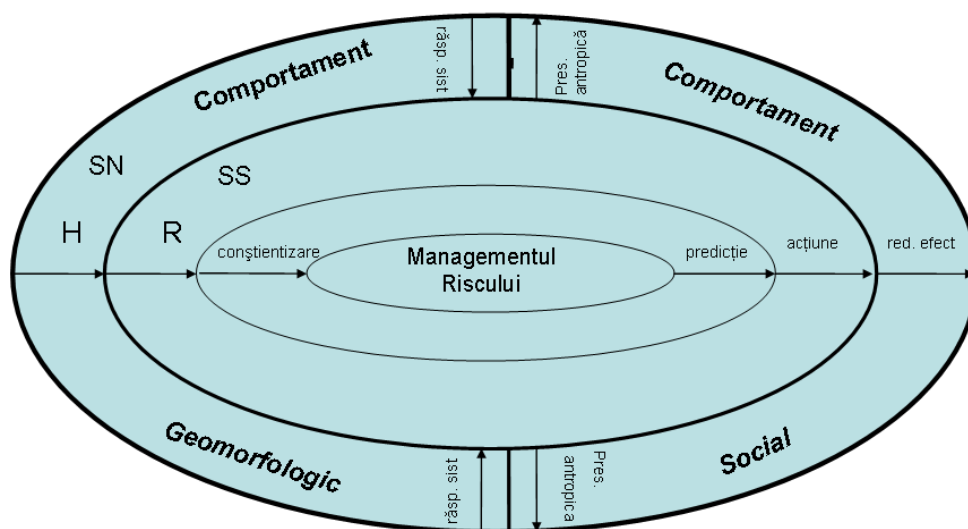 răsp. sist
Pres.
antropică
Comportament
Comportament
SN
SS
H
R
conştientizare
Managementul
Riscului
predicţie
acţiune
red. efect
Geomorfologic
răsp. sist
Pres.
antropica
Social